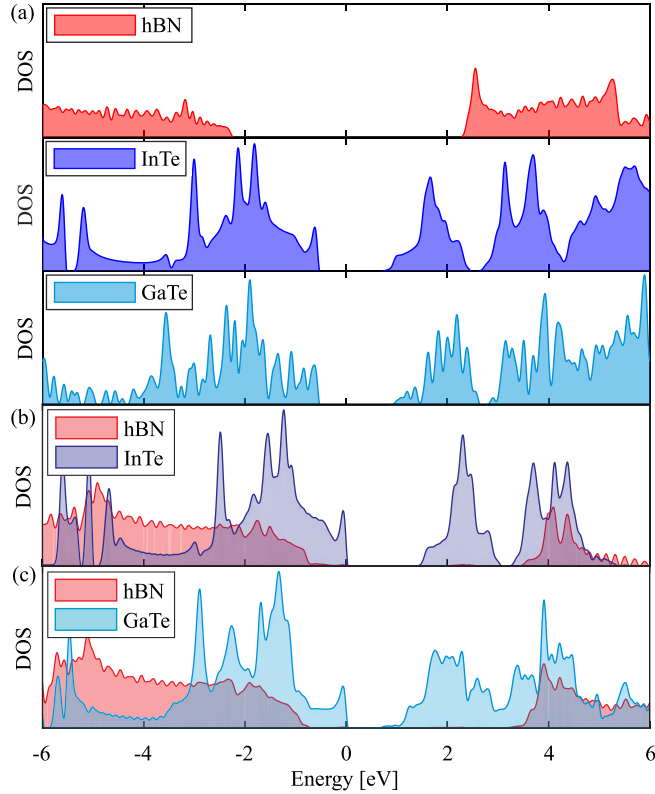 (a)
hBN
DOS
InTe
DOS
GaTe
(b)
hBN
InTe
DOS
(c)
hBN
GaTe
DOS
-6 -4 -2 0 2 4 6
Energy [eV]